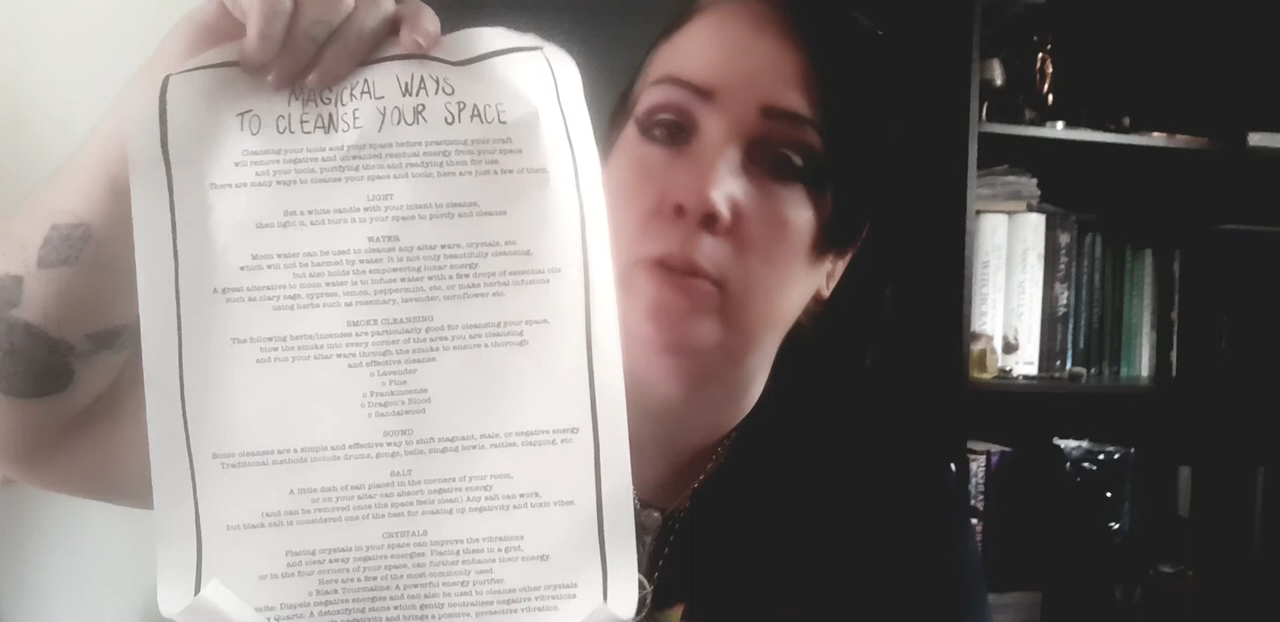 MAGICKAL WAYS
TO CLEANSE YOUR SPACE
Cleansing your tools and your space before practising your craft
will remove negative and unwanted residual energy from your space
and your tools, purifying them and readying them for use.
There are many ways to cleanse your space and tools; here are just a few of them.
LIGHT
Set a white candle with your intent to cleanse,
then light it, and burn it in your space to purify and cleanse
WATER
Moon water can be used to cleanse any altar ware, crystals, etc.
which will not be harmed by water. It is not only beautifully cleansing,
but also holds the empowering lunar energy.
A great alterative to moon water is to infuse water with a few drops of essential oils
such as clary sage, cypress, lemon, peppermint, etc. or make herbal infusions
using herbs such as rosemary, lavender, cornflower etc.
SMOKE CLEANSING
The following herbs/incenses are particularly good for cleansing your space,
blow the smoke into every corner of the area you are cleansing
and run your altar ware through the smoke to ensure a thorough
and effective cleanse.
o Lavender
o Pine
o Frankincense
o Dragon's Blood
o Sandalwood
SOUND
Sonic cleanses are a simple and effective way to shift stagnant, stale, or negative energy
Traditional methods include drums, gongs, bells, singing bowls, rattles, clapping, etc.
SALT
A little dish of salt placed in the corners of your room,
or on your altar can absorb negative energy
(and can be removed once the space feels clean) Any salt can work,
but black salt is considered one of the best for soaking up negativity and toxic vibes.
CRYSTALS
Placing crystals in your space can improve the vibrations
and clear away negative energies. Placing these in a grid,
or in the four corners of your space, can further enhance their energy.
Here are a few of the most commonly used:
o Black Tourmaline: A powerful energy purifier.
Dispels negative energies and can also be used to cleanse other crystals
Quartz: A detoxifying stone which gently neutralises negative vibrations
negativity and brings a positive, protective vibration.